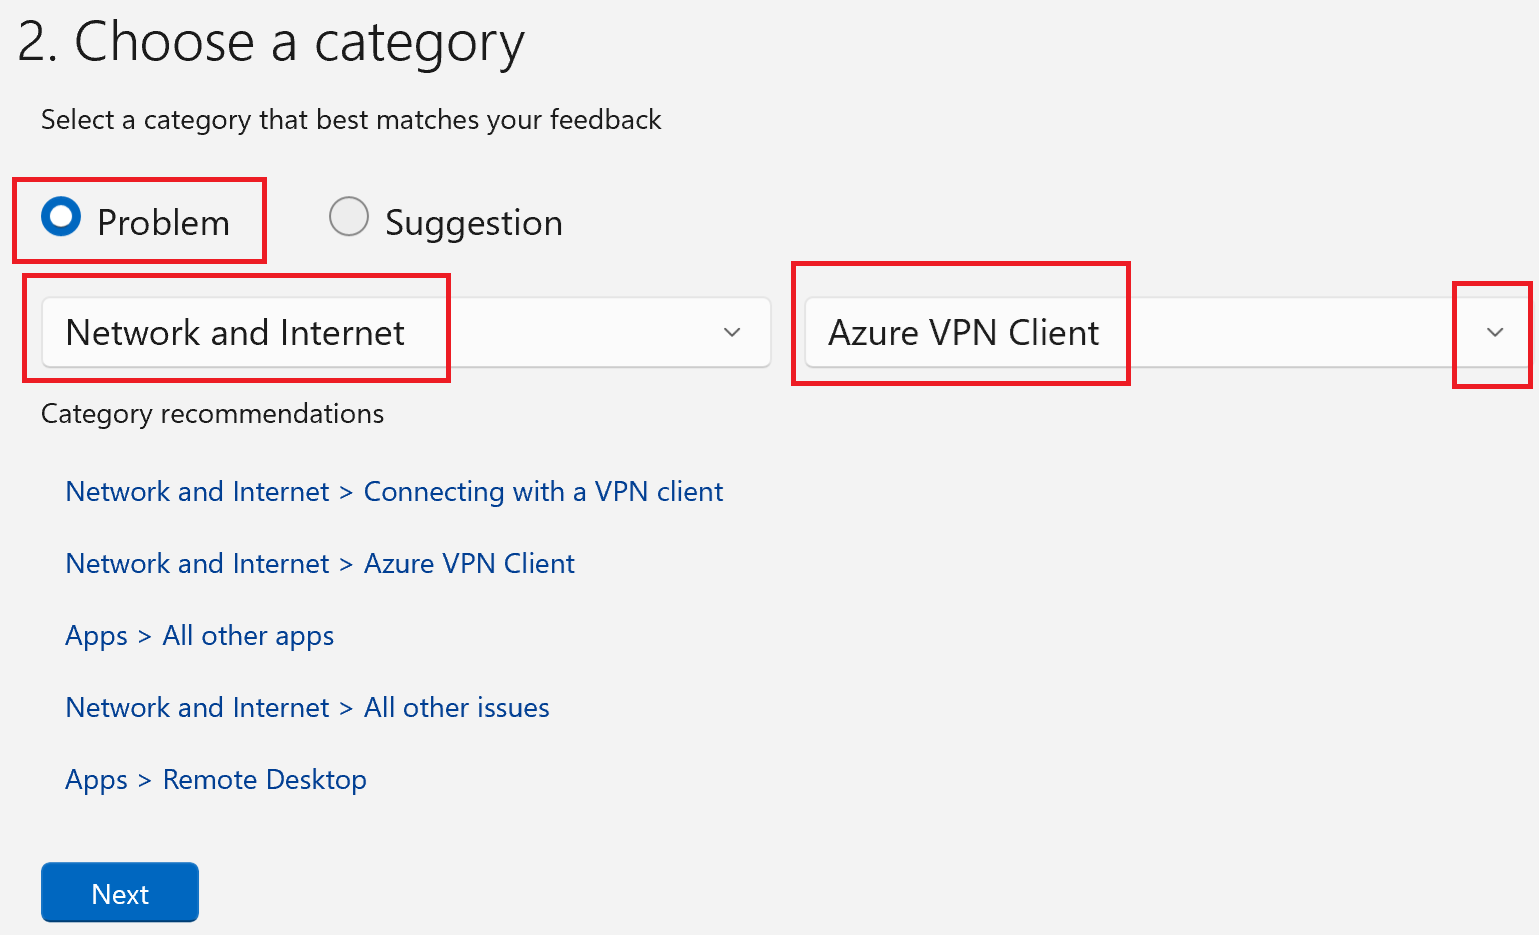 2. Choose a category
Select a category that best matches your feedback
Problem Suggestion
Network and Internet Azure VPN Client
Category recommendations
Network and Internet > Connecting with a VPN client
Network and Internet > Azure VPN Client
Apps > All other apps
Network and Internet > All other issues
Apps > Remote Desktop
Next